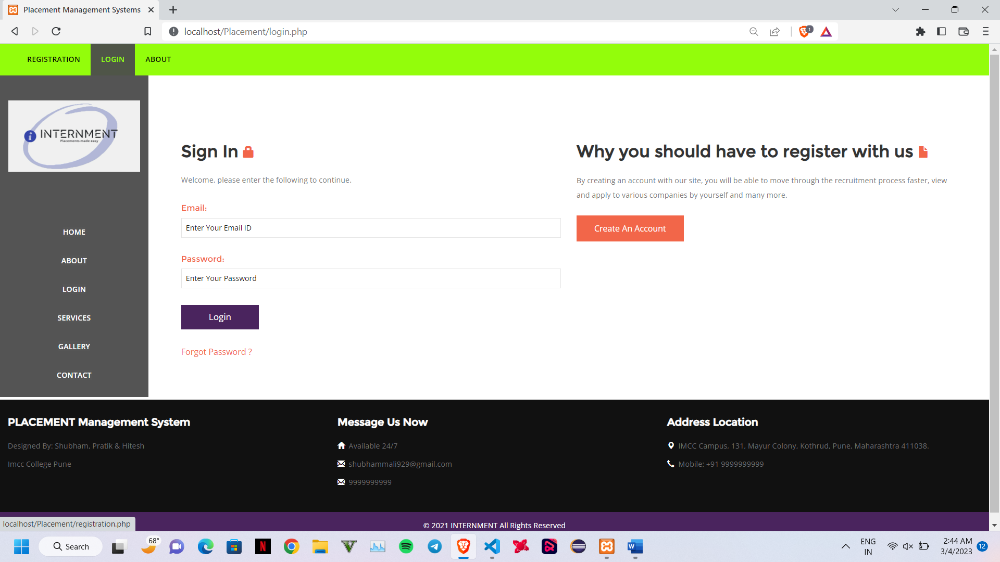 Placement Management Systems
localhost/Placement/login.php
1
REGISTRATION
LOGIN
ABOUT
INTERNMENT
Placements made easy
HOME
ABOUT
LOGIN
SERVICES
GALLERY
CONTACT
Sign In
Welcome, please enter the following to continue.
Email:
Enter Your Email ID
Password:
Enter Your Password
Login
Forgot Password ?
Why you should have to register with us
By creating an account with our site, you will be able to move through the recruitment process faster, view
and apply to various companies by yourself and many more.
Create An Account
PLACEMENT Management System
Designed By: Shubham, Pratik & Hitesh
Imcc College Pune
Message Us Now
Available 24/7
shubhammali929@gmail.com
9999999999
Address Location
IMCC Campus, 131, Mayur Colony, Kothrud, Pune, Maharashtra 411038.
Mobile: +91 9999999999
localhost/Placement/registration.php
© 2021 INTERNMENT All Rights Reserved
Search
68°
ENG
IN
2:44 AM
3/4/2023
12